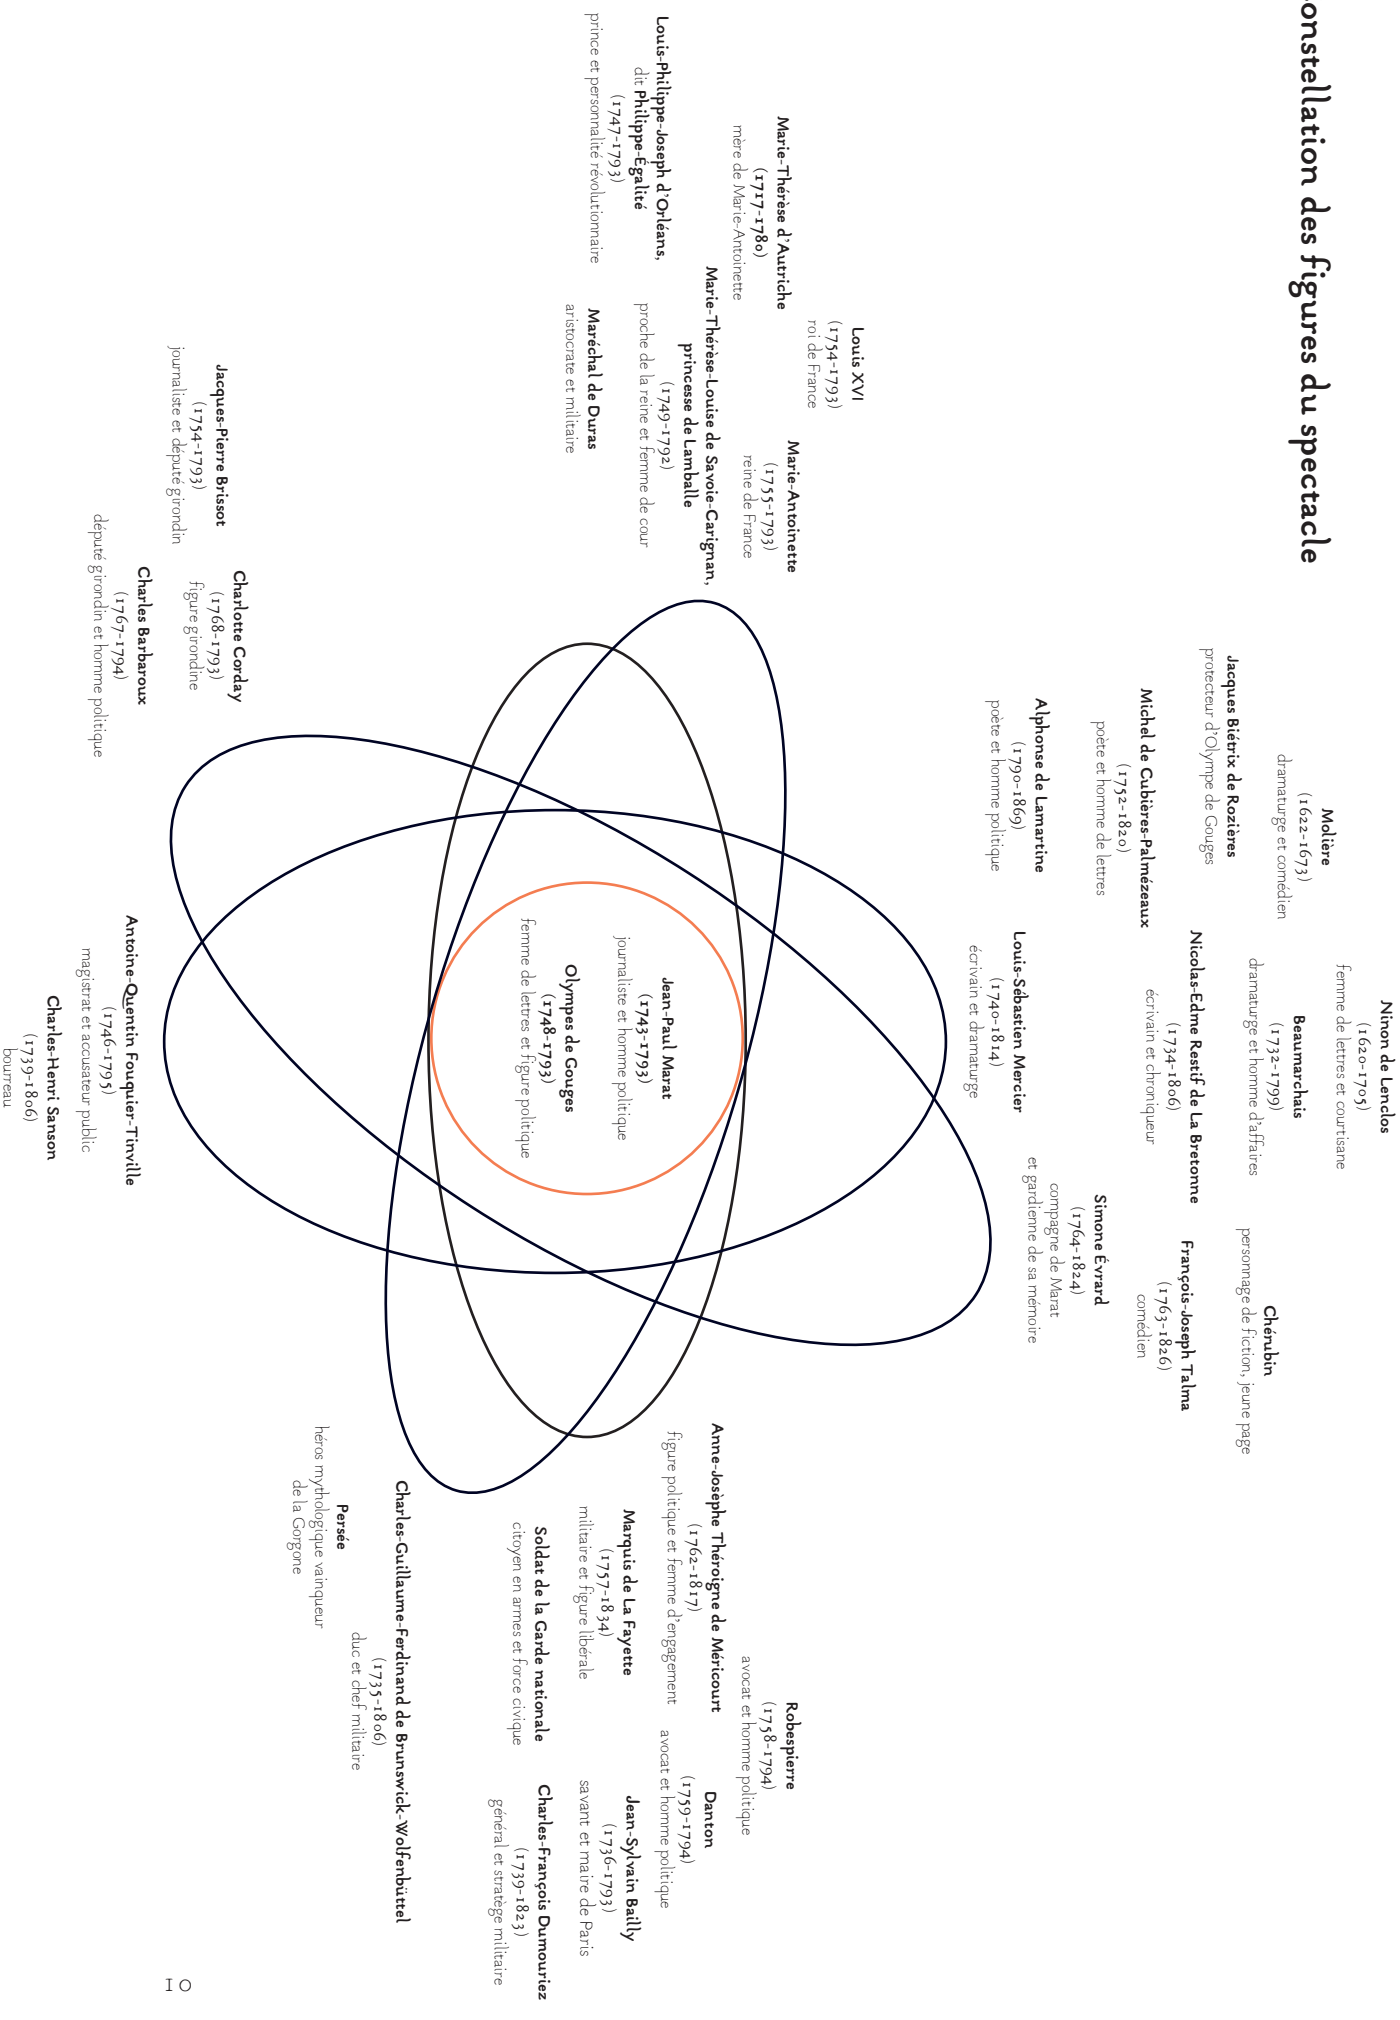 onstellation des figures du spectacle
Ninon de Lenclos
(1620-1705)
femme de lettres et courtisane
Molière
(1622-1673)
dramaturge et comédien
Beaumarchais
(1732-1799)
dramaturge et homme d'affaires
Chérubin
personnage de fiction, jeune page
Jacques Biétrix de Rozières
protecteur d'Olympe de Gouges
Nicolas-Edme Restif de La Bretonne
(1734-1806)
écrivain et chroniqueur
François-Joseph Talma
(1763-1826)
comédien
Michel de Cubières-Palmézeaux
(1752-1820)
poète et homme de lettres
Simone Évrard
(1764-1824)
compagne de Marat
et gardienne de sa mémoire
Alphonse de Lamartine
(1790-1869)
poète et homme politique
Louis-Sébastien Mercier
(1740-1814)
écrivain et dramaturge
Louis XVI
(1754-1793)
roi de France
Marie-Thérèse d'Autriche
(1717-1780)
mère de Marie-Antoinette
Marie-Antoinette
(1755-1793)
reine de France
Marie-Thérèse-Louise de Savoie-Carignan,
princesse de Lamballe
(1749-1792)
proche de la reine et femme de cour
Louis-Philippe-Joseph d'Orléans,
dit Philippe-Égalité
(1747-1793)
prince et personnalité révolutionnaire
Maréchal de Duras
aristocrate et militaire
Jean-Paul Marat
(1743-1793)
journaliste et homme politique
Olympes de Gouges
(1748-1793)
femme de lettres et figure politique
Robespierre
(1758-1794)
avocat et homme politique
Anne-Josèphe Théroigne de Méricourt
(1762-1817)
figure politique et femme d'engagement
Danton
(1759-1794)
avocat et homme politique
Marquis de La Fayette
(1757-1834)
militaire et figure libérale
Jean-Sylvain Bailly
(1736-1793)
savant et maire de Paris
Soldat de la Garde nationale
citoyen en armes et force civique
Charles-François Dumouriez
(1739-1823)
général et stratège militaire
Charles-Guillaume-Ferdinand de Brunswick-Wolfenbüttel
(1735-1806)
duc et chef militaire
Persée
héros mythologique vainqueur
de la Gorgone
Charlotte Corday
(1768-1793)
figure girondine
Jacques-Pierre Brissot
(1754-1793)
journaliste et député girondin
Charles Barbaroux
(1767-1794)
député girondin et homme politique
Antoine-Quentin Fouquier-Tinville
(1746-1795)
magistrat et accusateur public
Charles-Henri Sanson
(1739-1806)
bourreau
10